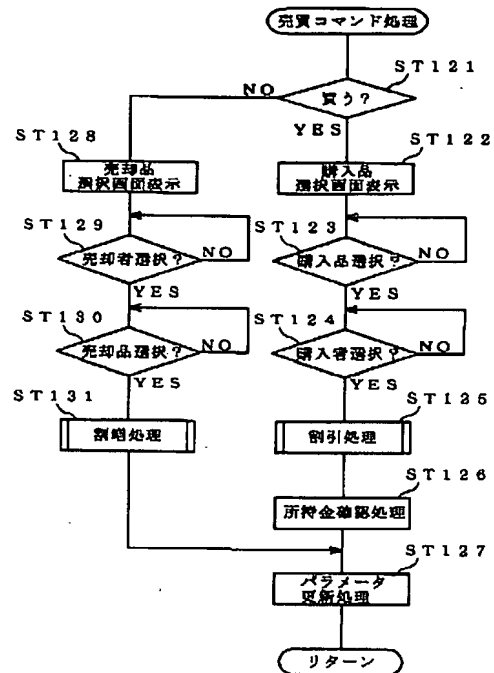 売買コマンド処理
ST121
買う?
NO
YES
ST128
ST122
売却品
選択画面表示
購入品
選択画面表示
ST129
ST123
売却者選択?
NO
購入品選択?
NO
YES
YES
ST130
ST124
売却品選択?
NO
購入者選択?
NO
YES
YES
ST131
ST125
割増処理
割引処理
ST126
所持金確認処理
ST127
パラメータ
更新処理
リターン